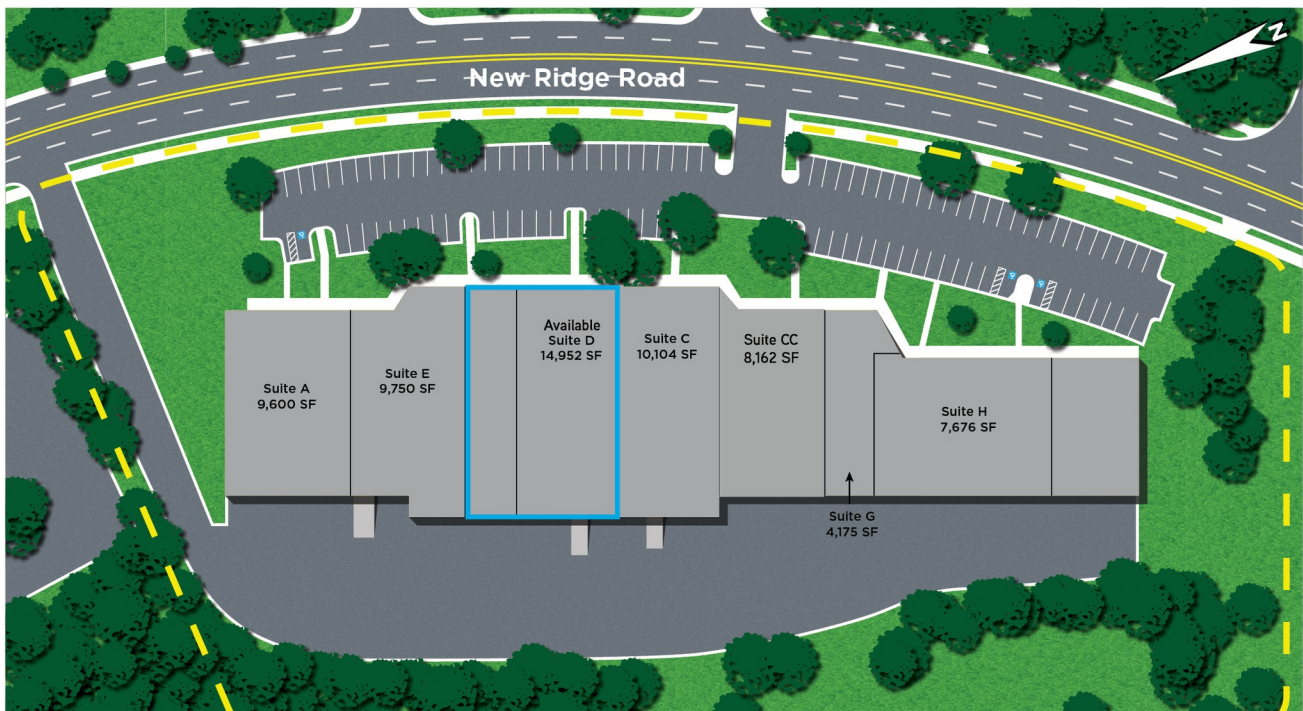 New Ridge Road
N
Suite A
9,600 SF
Suite E
9,750 SF
Available
Suite D
14,952 SF
Suite C
10,104 SF
Suite CC
8,162 SF
Suite H
7,676 SF
Suite G
4,175 SF